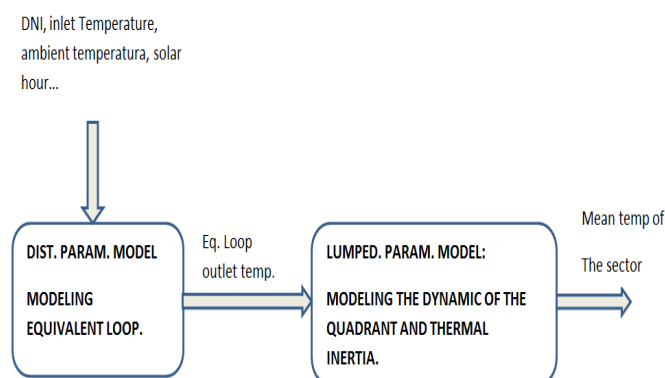 DNI, inlet Temperature,
ambient temperatura, solar
hour...
DIST. PARAM. MODEL
MODELING
EQUIVALENT LOOP.
Eq. Loop
outlet temp.
LUMPED. PARAM. MODEL:
MODELING THE DYNAMIC OF THE
QUADRANT AND THERMAL
INERTIA.
Mean temp of
The sector